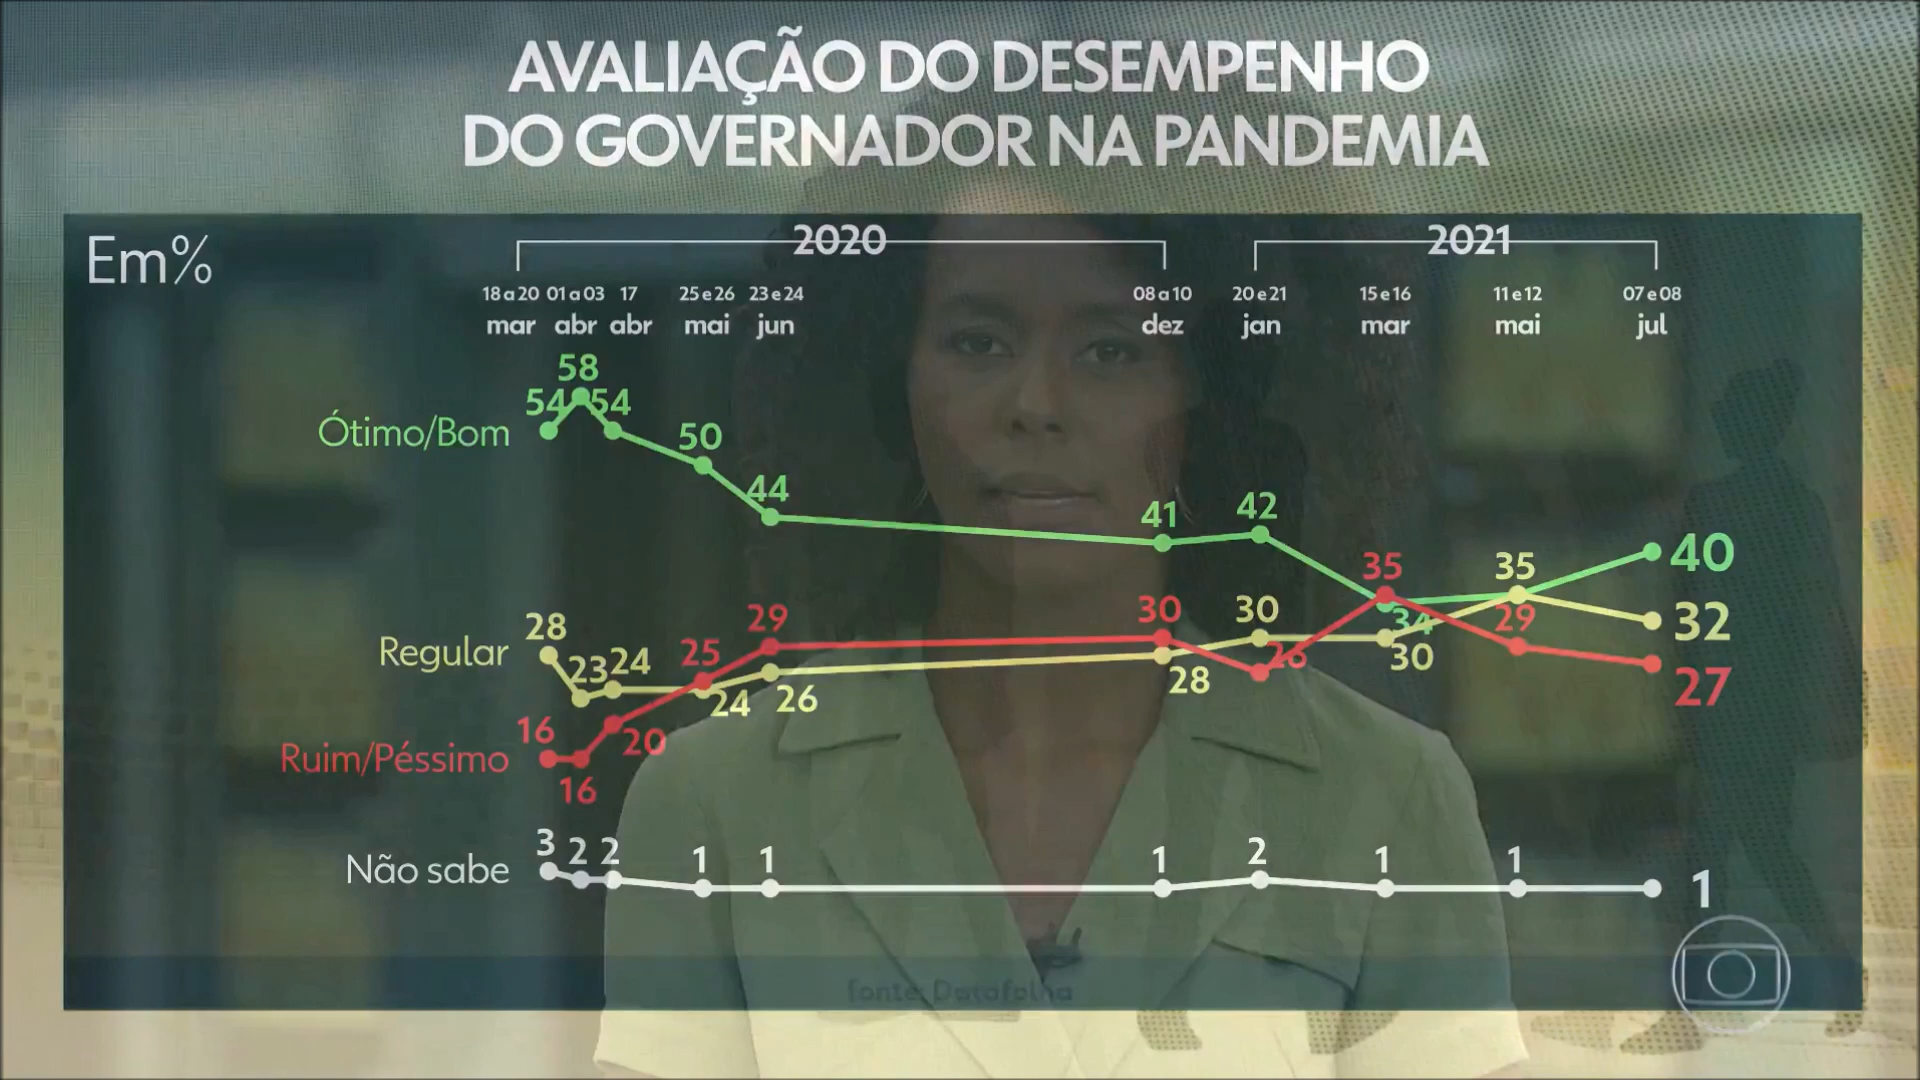 AVALIAÇÃO DO DESEMPENHO
DO GOVERNADOR NA PANDEMIA
Em%
2020 2021
18 a 20 01 a 03 17 25 e 26 23 e 24 08 a 10 20 e 21 15 e 16 11 e 12 07 e 08
mar abr abr mai jun dez jan mar mai jul
Ótimo/Bom 54 58 54 50 44 41 42 34 40
Regular 28 23 24 24 26 28 30 30 35 32
Ruim/Péssimo 16 16 20 25 29 30 26 35 29 27
Não sabe 3 2 2 1 1 1 2 1 1 1
fonte: Datafolha